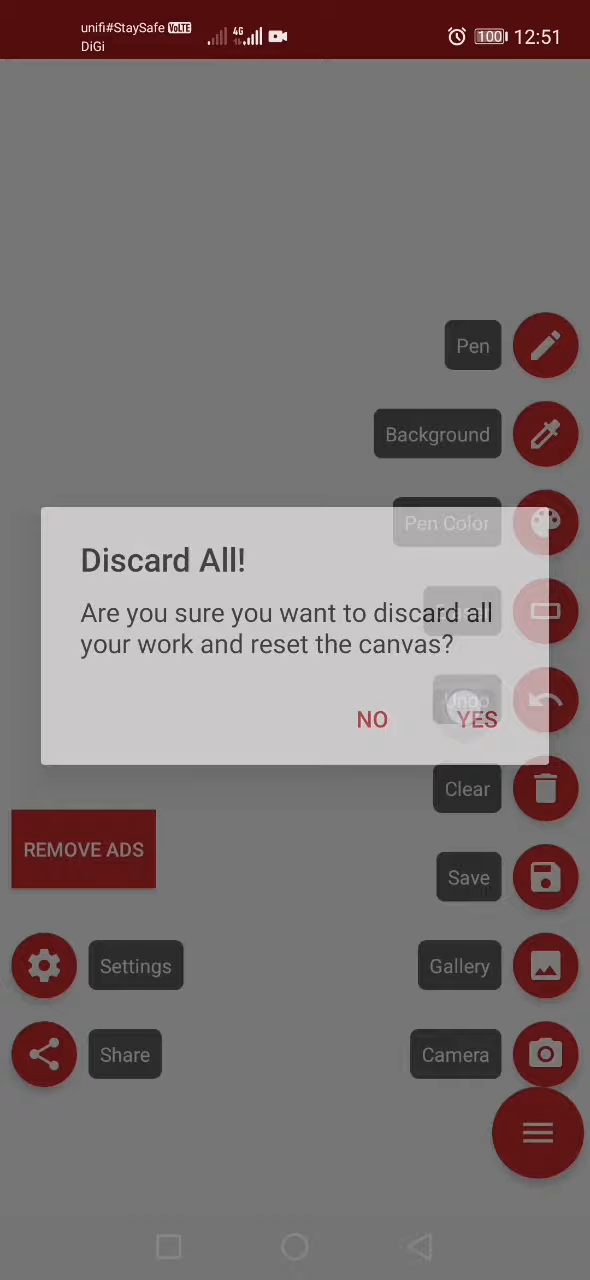 unifi#StaySafe VoLTE
DiGi
4G
100
12:51
Pen
Background
Pen Color
Discard All!
Are you sure you want to discard all
your work and reset the canvas?
Undo
NO
YES
Clear
REMOVE ADS
Save
Settings
Gallery
Share
Camera